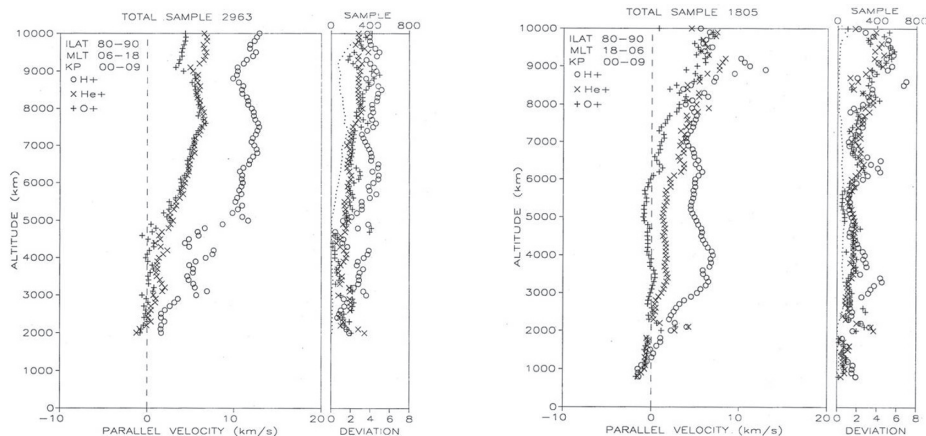 TOTAL SAMPLE 2963
SAMPLE
0 400 800
ILAT 80-90
MLT 06-18
KP 00-09
o H+
× He+
+ O+
10000
9000
8000
7000
6000
5000
4000
3000
2000
1000
0
ALTITUDE (km)
-10 0 10 20
PARALLEL VELOCITY (km/s)
0 2 4 6 8
DEVIATION
TOTAL SAMPLE 1805
SAMPLE
0 400 800
ILAT 80-90
MLT 18-06
KP 00-09
o H+
× He+
+ O+
10000
9000
8000
7000
6000
5000
4000
3000
2000
1000
0
ALTITUDE (km)
-10 0 10 20
PARALLEL VELOCITY (km/s)
0 2 4 6 8
DEVIATION